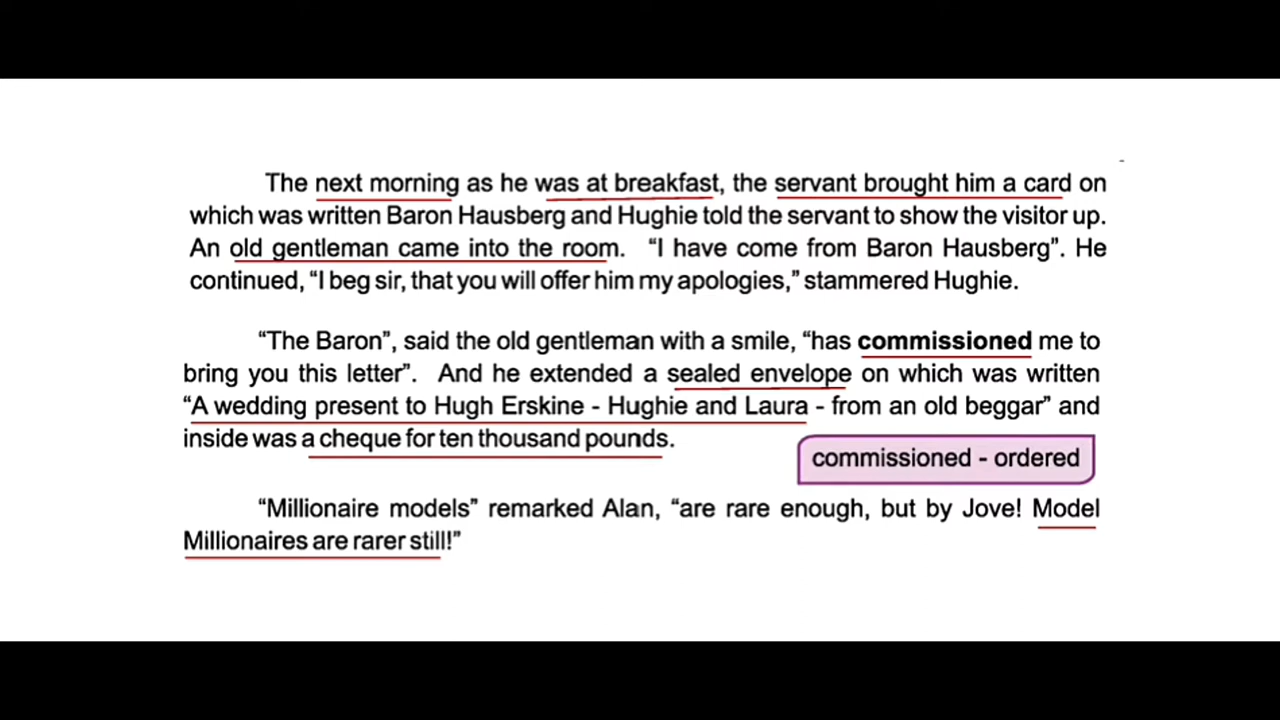 The next morning as he was at breakfast, the servant brought him a card on
which was written Baron Hausberg and Hughie told the servant to show the visitor up.
An old gentleman came into the room. “I have come from Baron Hausberg”. He
continued, “I beg sir, that you will offer him my apologies,” stammered Hughie.
“The Baron”, said the old gentleman with a smile, “has commissioned me to
bring you this letter”. And he extended a sealed envelope on which was written
“A wedding present to Hugh Erskine - Hughie and Laura - from an old beggar” and
inside was a cheque for ten thousand pounds.
commissioned - ordered
“Millionaire models” remarked Alan, “are rare enough, but by Jove! Model
Millionaires are rarer still!”